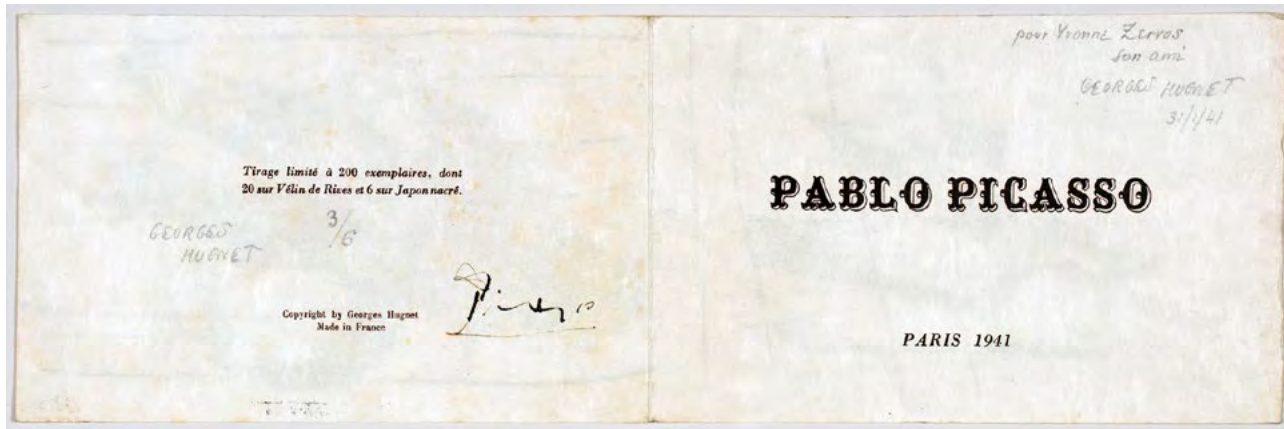 Tirage limité à 200 exemplaires, dont
20 sur Vélin de Rives et 6 sur Japon nacré.
3/6
GEORGES
HUGNET
Picasso
Copyright by Georges Hugnet
Made in France
pour Yvonne Zervos
son ami
GEORGES HUGNET
31/1/41
PABLO PICASSO
PARIS 1941